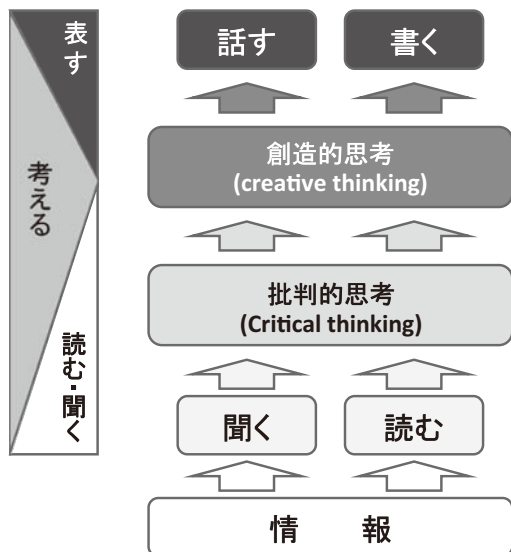 表す
考える
読む・聞く
話す
書く
創造的思考
(creative thinking)
批判的思考
(Critical thinking)
聞く
読む
情 報